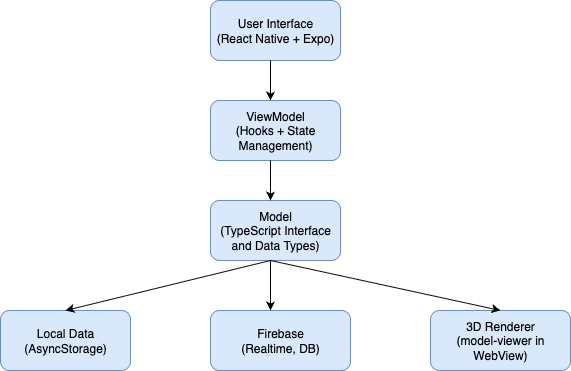 User Interface
(React Native + Expo)
ViewModel
(Hooks + State
Management)
Model
(TypeScript Interface
and Data Types)
Local Data
(AsyncStorage)
Firebase
(Realtime, DB)
3D Renderer
(model-viewer in
WebView)